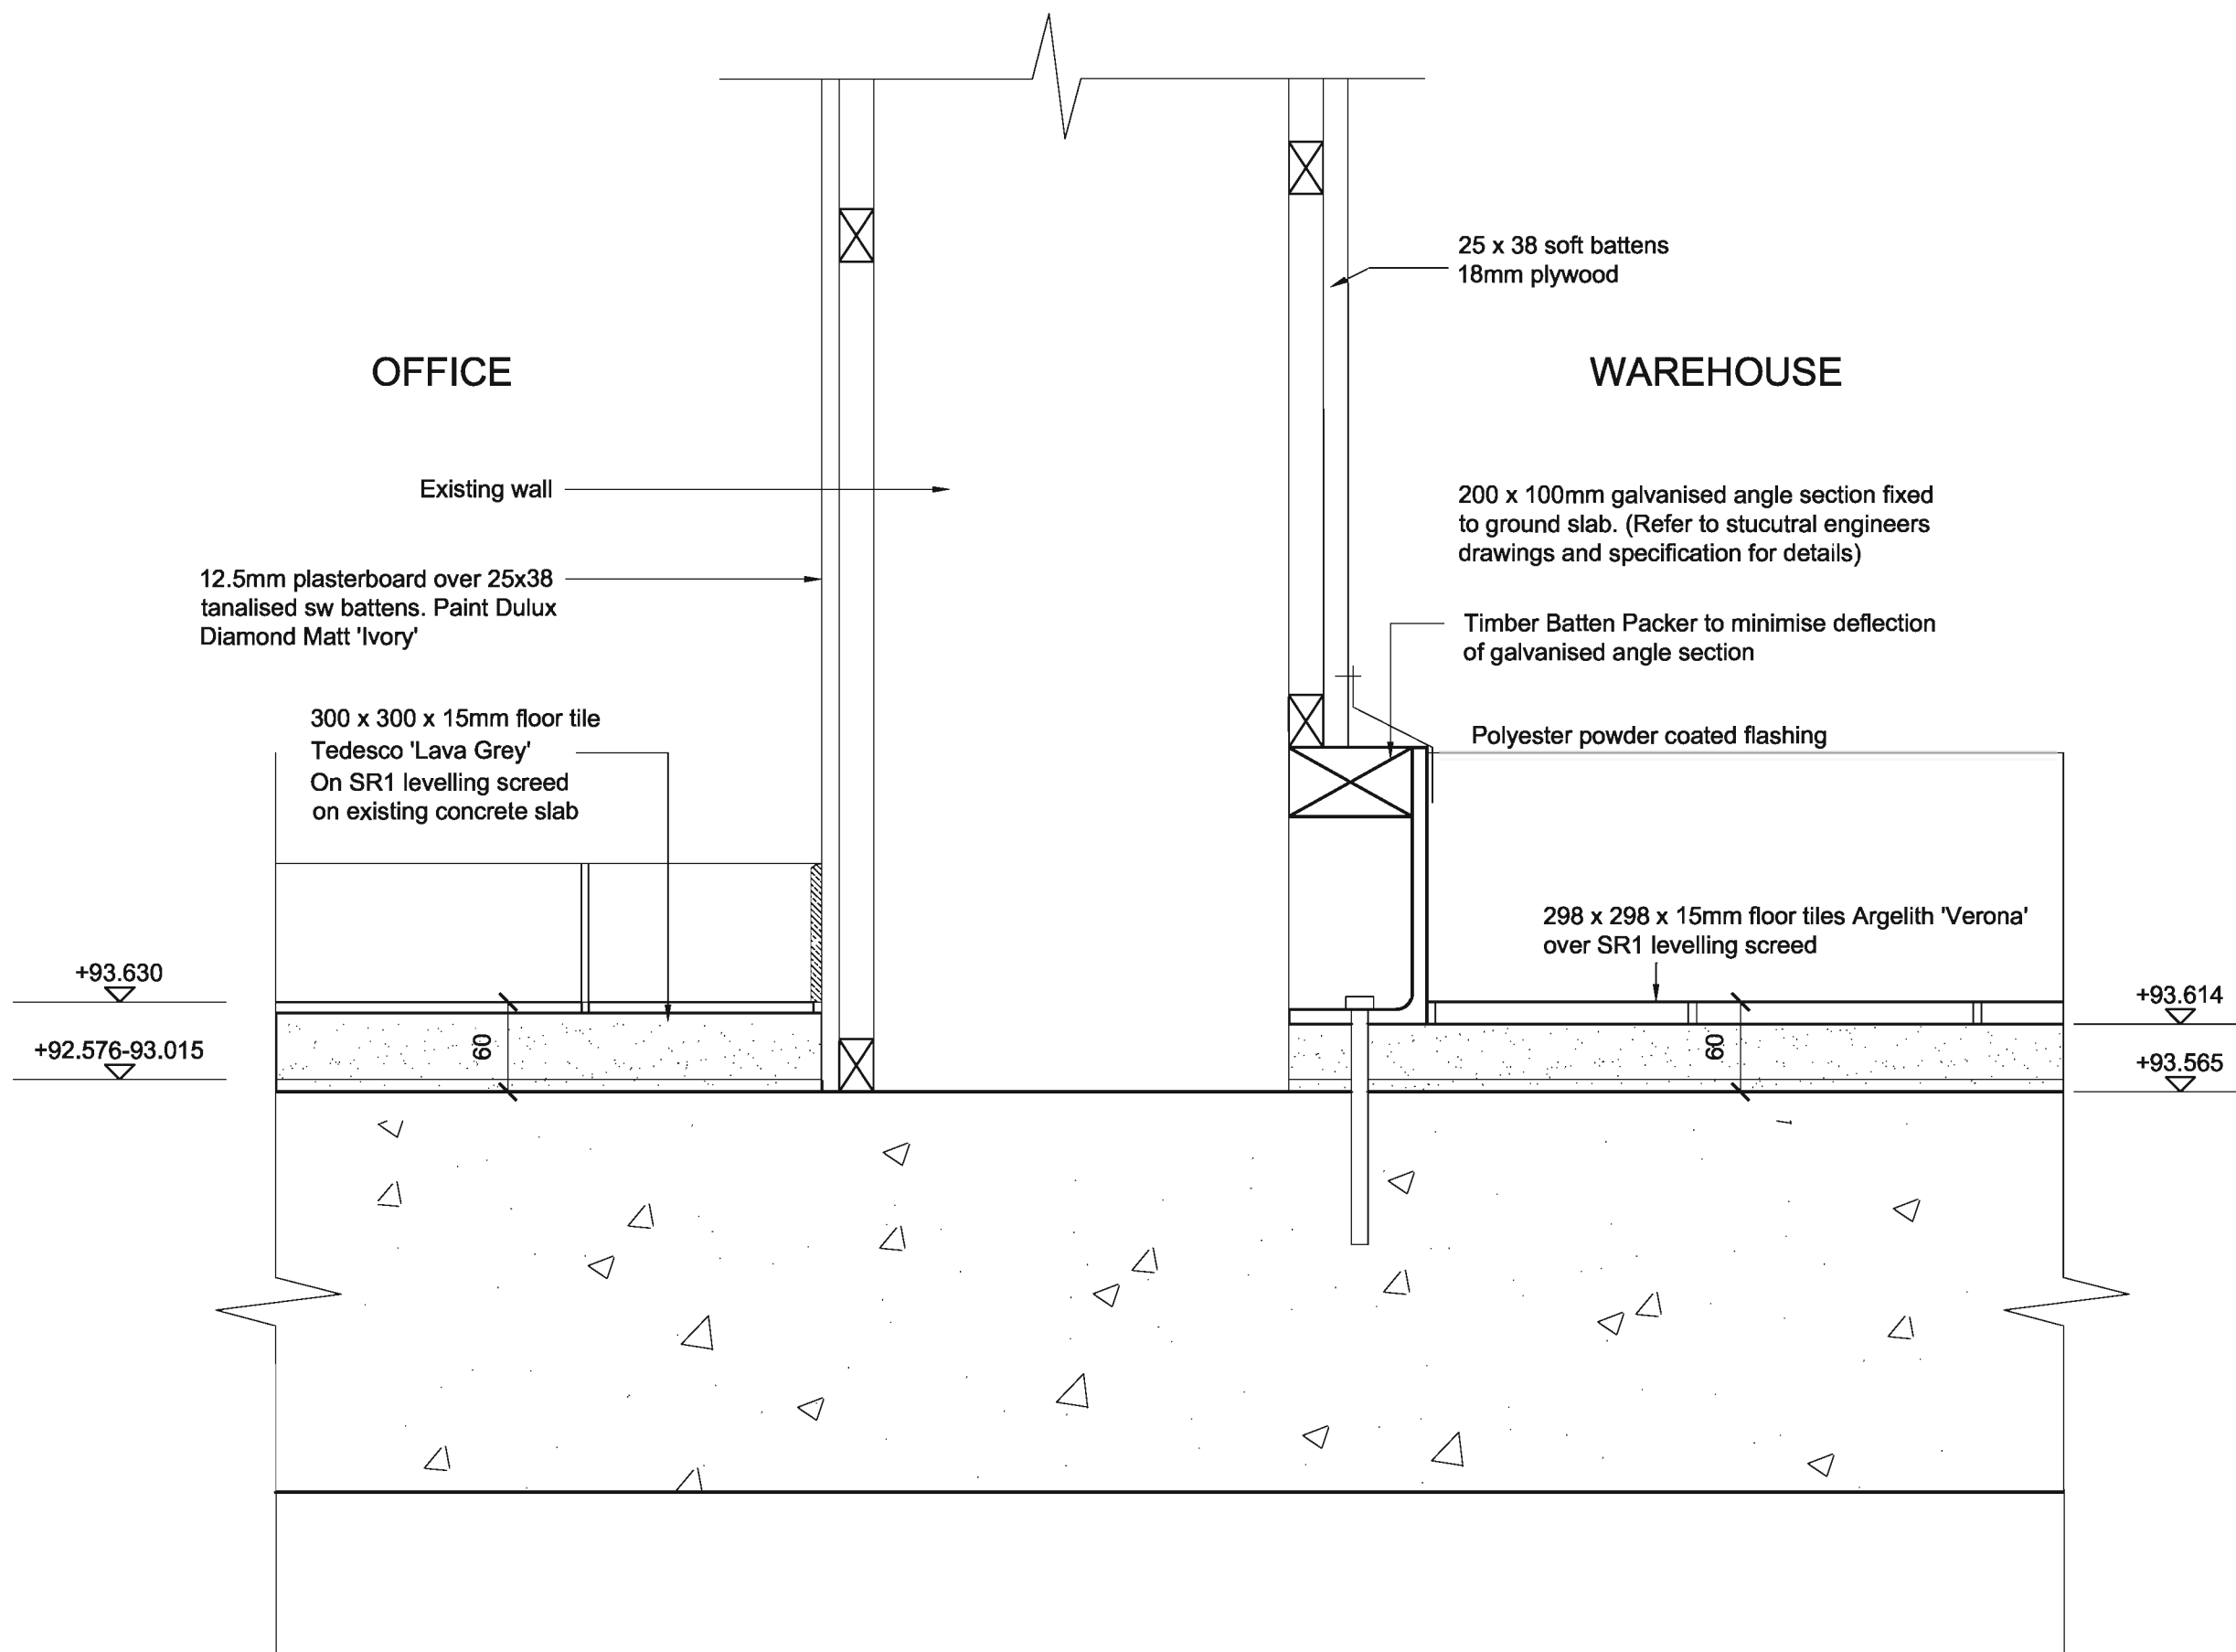 OFFICE
WAREHOUSE
25 x 38 soft battens
18mm plywood
Existing wall
200 x 100mm galvanised angle section fixed
to ground slab. (Refer to stucutral engineers
drawings and specification for details)
12.5mm plasterboard over 25x38
tanalised sw battens. Paint Dulux
Diamond Matt 'Ivory'
Timber Batten Packer to minimise deflection
of galvanised angle section
300 x 300 x 15mm floor tile
Tedesco 'Lava Grey'
On SR1 levelling screed
on existing concrete slab
Polyester powder coated flashing
298 x 298 x 15mm floor tiles Argelith 'Verona'
over SR1 levelling screed
+93.630
+92.576-93.015
60
60
+93.614
+93.565